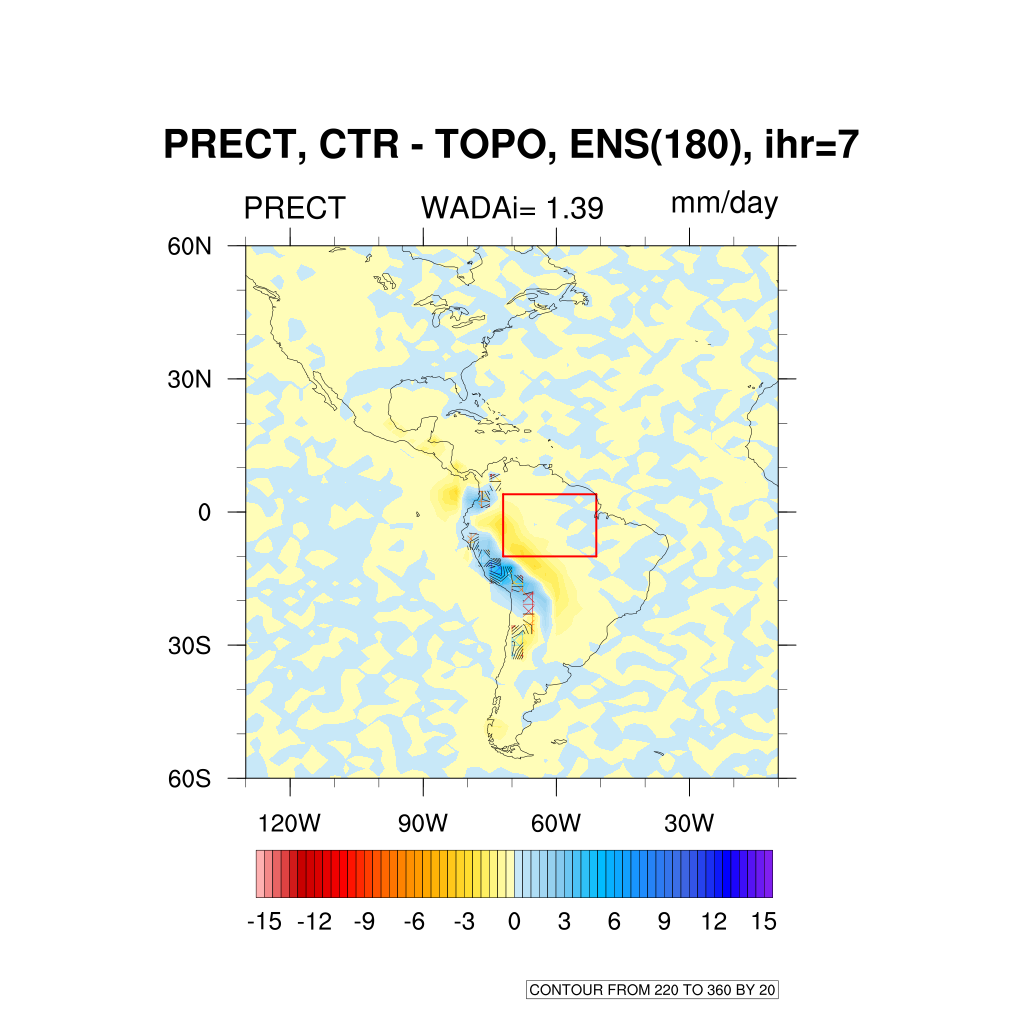 PRECT, CTR - TOPO, ENS(180), ihr=7
PRECT WADAi= 1.39 mm/day
60N
30N
0
30S
60S
120W 90W 60W 30W
-15 -12 -9 -6 -3 0 3 6 9 12 15
CONTOUR FROM 220 TO 360 BY 20